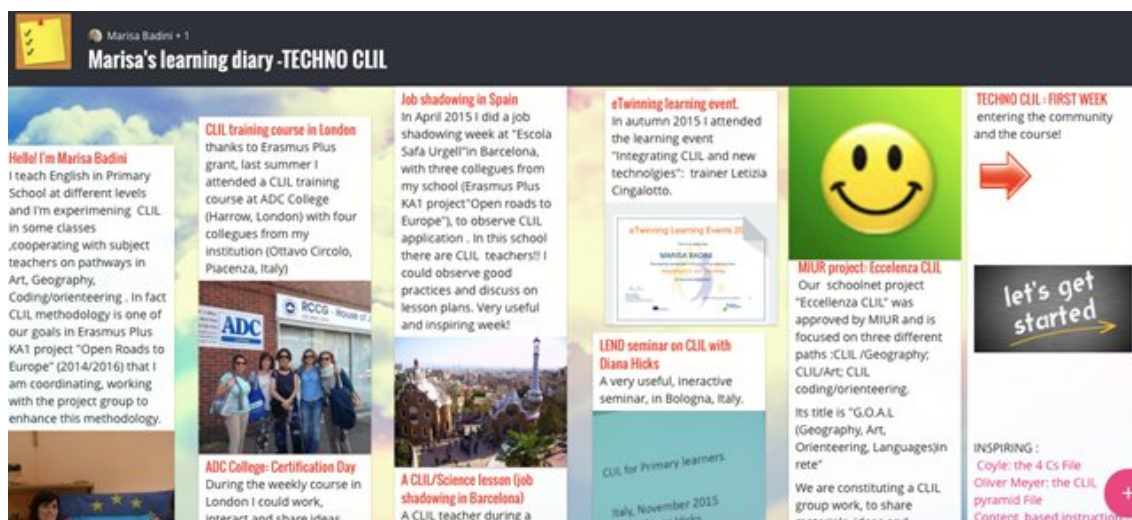 Marisa Badini + 1
Marisa's learning diary -TECHNO CLIL
Hello! I'm Marisa Badini
I teach English in Primary
School at different levels
and I'm experimening CLIL
in some classes
,cooperating with subject
teachers on pathways in
Art, Geography,
Coding/orienteering . In fact
CLIL methodology is one of
our goals in Erasmus Plus
KA1 project "Open Roads to
Europe" (2014/2016) that I
am coordinating, working
with the project group to
enhance this methodology.
CLIL training course in London
thanks to Erasmus Plus
grant, last summer I
attended a CLIL training
course at ADC College
(Harrow, London) with four
collegues from my
institution (Ottavo Circolo,
Piacenza, Italy)
ADC
RCCG - House of
ADC College: Certification Day
During the weekly course in
London I could work,
interact and share ideas
Job shadowing in Spain
In April 2015 I did a job
shadowing week at "Escola
Safa Urgell"in Barcelona,
with three collegues from
my school (Erasmus Plus
KA1 project"Open roads to
Europe"), to observe CLIL
application . In this school
there are CLIL teachers!! I
could observe good
practices and discuss on
lesson plans. Very useful
and inspiring week!
A CLIL/Science lesson (job
shadowing in Barcelona)
A CLIL teacher during a
eTwinning learning event.
In autumn 2015 I attended
the learning event
"Integrating CLIL and new
technolgies": trainer Letizia
Cingalotto.
eTwinning Learning Events 20
MARISA BADINI
LEND seminar on CLIL with
Diana Hicks
A very useful, ineractive
seminar, in Bologna, Italy.
CLIL for Primary learners
Italy, November 2015
Hicks
MIUR project: Eccelenza CLIL
Our schoolnet project
"Eccellenza CLIL" was
approved by MIUR and is
focused on three different
paths :CLIL /Geography;
CLIL/Art; CLIL
coding/orienteering.
Its title is "G.O.A.L
(Geography, Art,
Orienteering, Languages)in
rete"
We are constituting a CLIL
group work, to share
materials, ideas and
TECHNO CLIL : FIRST WEEK
entering the community
and the course!
let's get
started
INSPIRING :
Coyle: the 4 Cs File
Oliver Meyer: the CLIL
pyramid File
Content based instruction
+